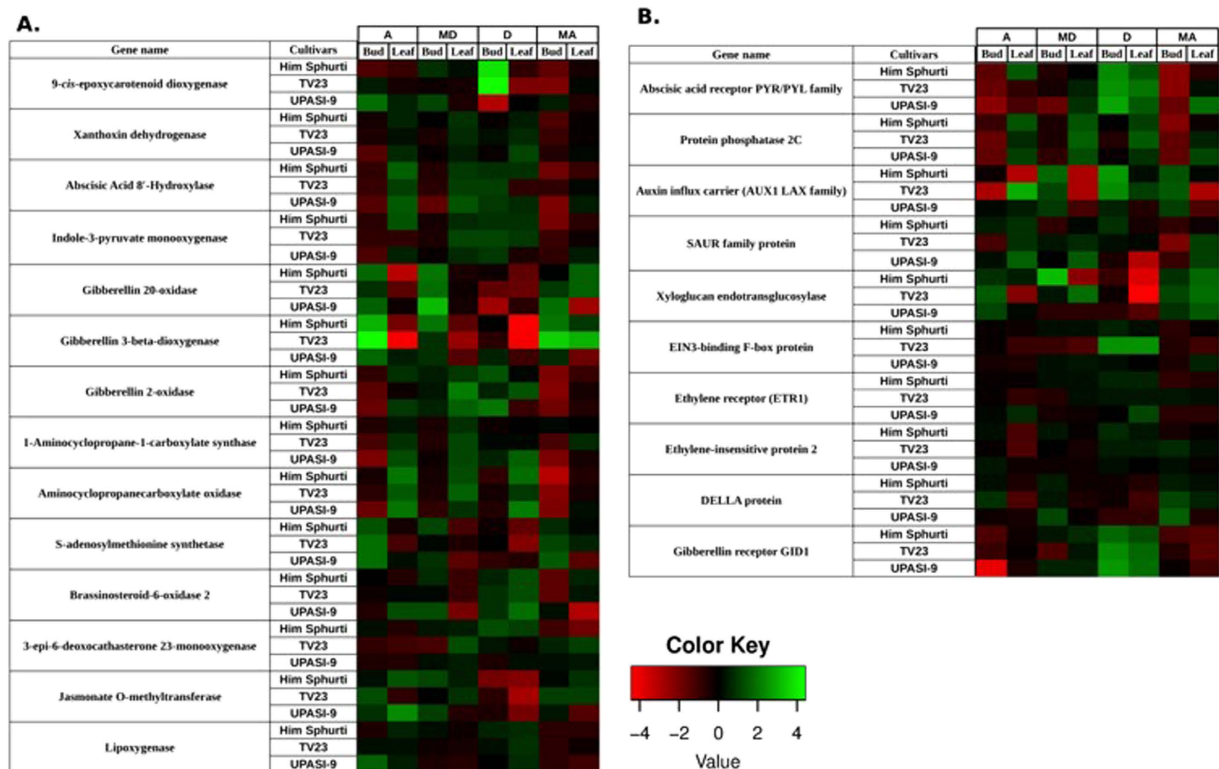 A.
A MD D MA
Gene name Cultivars Bud Leaf Bud Leaf Bud Leaf Bud Leaf
9-cis-epoxycarotenoid dioxygenase
Him Sphurti
TV23
UPASI-9
Xanthoxin dehydrogenase
Him Sphurti
TV23
UPASI-9
Abscisic Acid 8'-Hydroxylase
Him Sphurti
TV23
UPASI-9
Indole-3-pyruvate monooxygenase
Him Sphurti
TV23
UPASI-9
Gibberellin 20-oxidase
Him Sphurti
TV23
UPASI-9
Gibberellin 3-beta-dioxygenase
Him Sphurti
TV23
UPASI-9
Gibberellin 2-oxidase
Him Sphurti
TV23
UPASI-9
1-Aminocyclopropane-1-carboxylate synthase
Him Sphurti
TV23
UPASI-9
Aminocyclopropanecarboxylate oxidase
Him Sphurti
TV23
UPASI-9
S-adenosylmethionine synthetase
Him Sphurti
TV23
UPASI-9
Brassinosteroid-6-oxidase 2
Him Sphurti
TV23
UPASI-9
3-epi-6-deoxocathasterone 23-monooxygenase
Him Sphurti
TV23
UPASI-9
Jasmonate O-methyltransferase
Him Sphurti
TV23
UPASI-9
Lipoxygenase
Him Sphurti
TV23
UPASI-9
B.
A MD D MA
Gene name Cultivars Bud Leaf Bud Leaf Bud Leaf Bud Leaf
Abscisic acid receptor PYR/PYL family
Him Sphurti
TV23
UPASI-9
Protein phosphatase 2C
Him Sphurti
TV23
UPASI-9
Auxin influx carrier (AUX1 LAX family)
Him Sphurti
TV23
UPASI-9
SAUR family protein
Him Sphurti
TV23
UPASI-9
Xyloglucan endotransglucosylase
Him Sphurti
TV23
UPASI-9
EIN3-binding F-box protein
Him Sphurti
TV23
UPASI-9
Ethylene receptor (ETR1)
Him Sphurti
TV23
UPASI-9
Ethylene-insensitive protein 2
Him Sphurti
TV23
UPASI-9
DELLA protein
Him Sphurti
TV23
UPASI-9
Gibberellin receptor GID1
Him Sphurti
TV23
UPASI-9
Color Key
−4 −2 0 2 4
Value